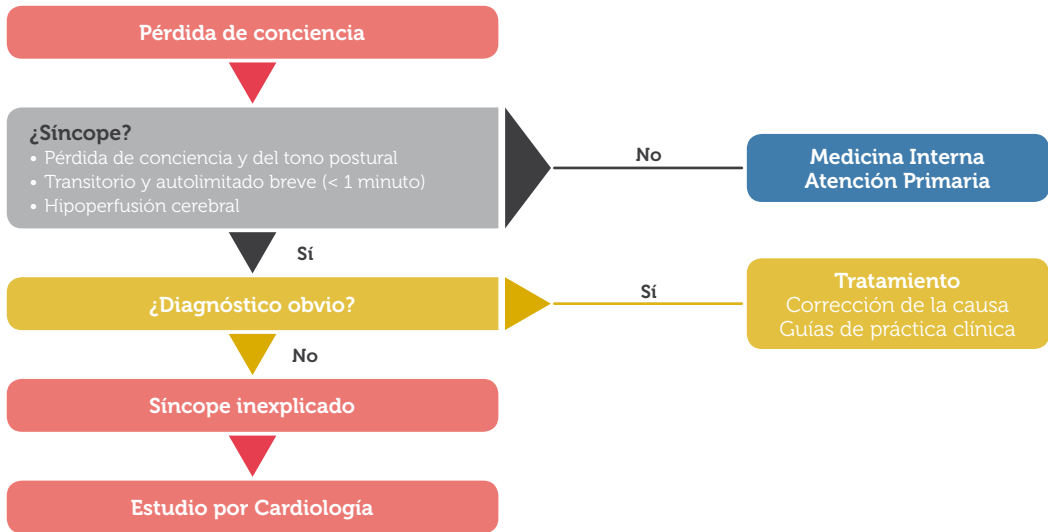 Pérdida de conciencia
¿Síncope?
• Pérdida de conciencia y del tono postural
• Transitorio y autolimitado breve (< 1 minuto)
• Hipoperfusión cerebral
No
Medicina Interna
Atención Primaria
Sí
¿Diagnóstico obvio?
Sí
Tratamiento
Corrección de la causa
Guías de práctica clínica
No
Síncope inexplicado
Estudio por Cardiología